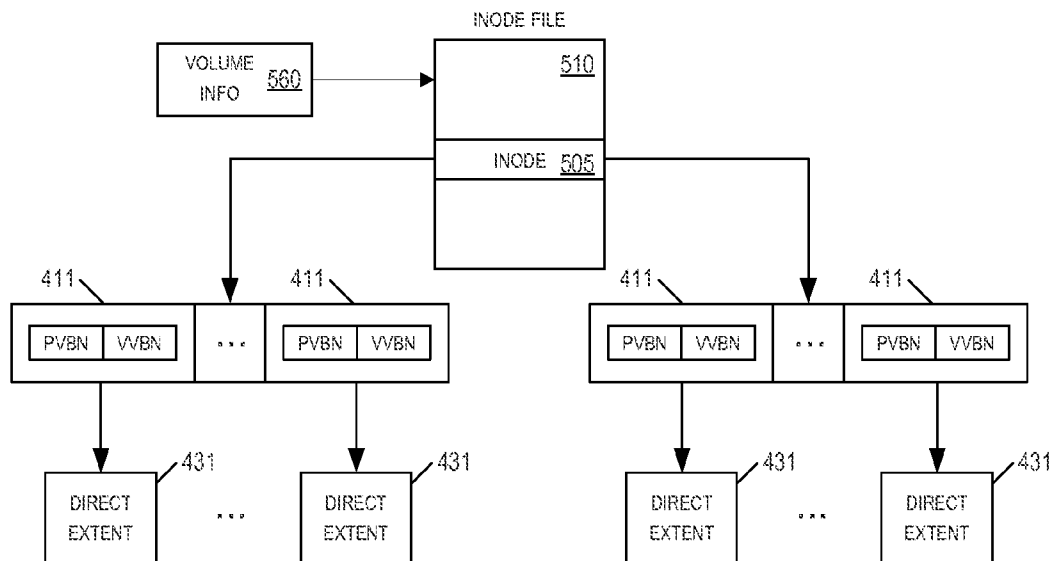 INODE FILE
VOLUME
INFO 560
510
INODE 505
411 411 411 411
PVBN VVBN ... PVBN VVBN PVBN VVBN ... PVBN VVBN
431 431 431 431
DIRECT
EXTENT
...
DIRECT
EXTENT
DIRECT
EXTENT
...
DIRECT
EXTENT